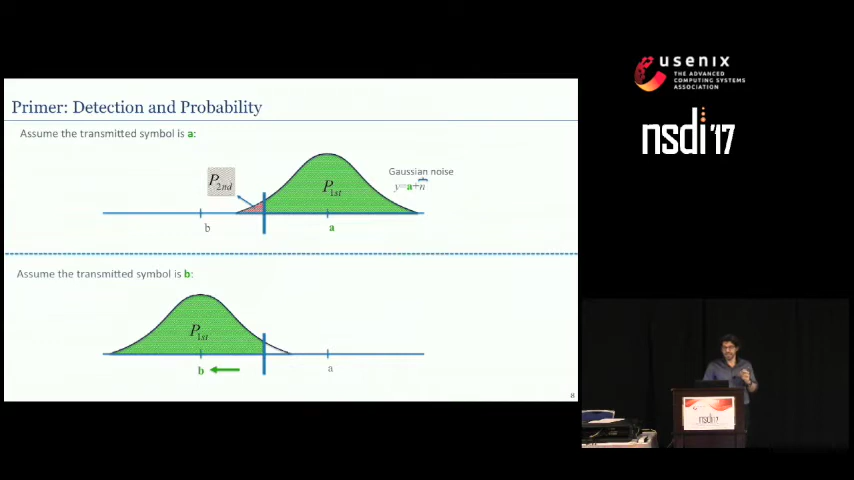 Primer: Detection and Probability
Assume the transmitted symbol is a:
P2nd
P1st
Gaussian noise
y=a+n
b
a
Assume the transmitted symbol is b:
P1st
b
a
8
usenix
THE ADVANCED
COMPUTING SYSTEMS
ASSOCIATION
nsdi '17
nsdi'17